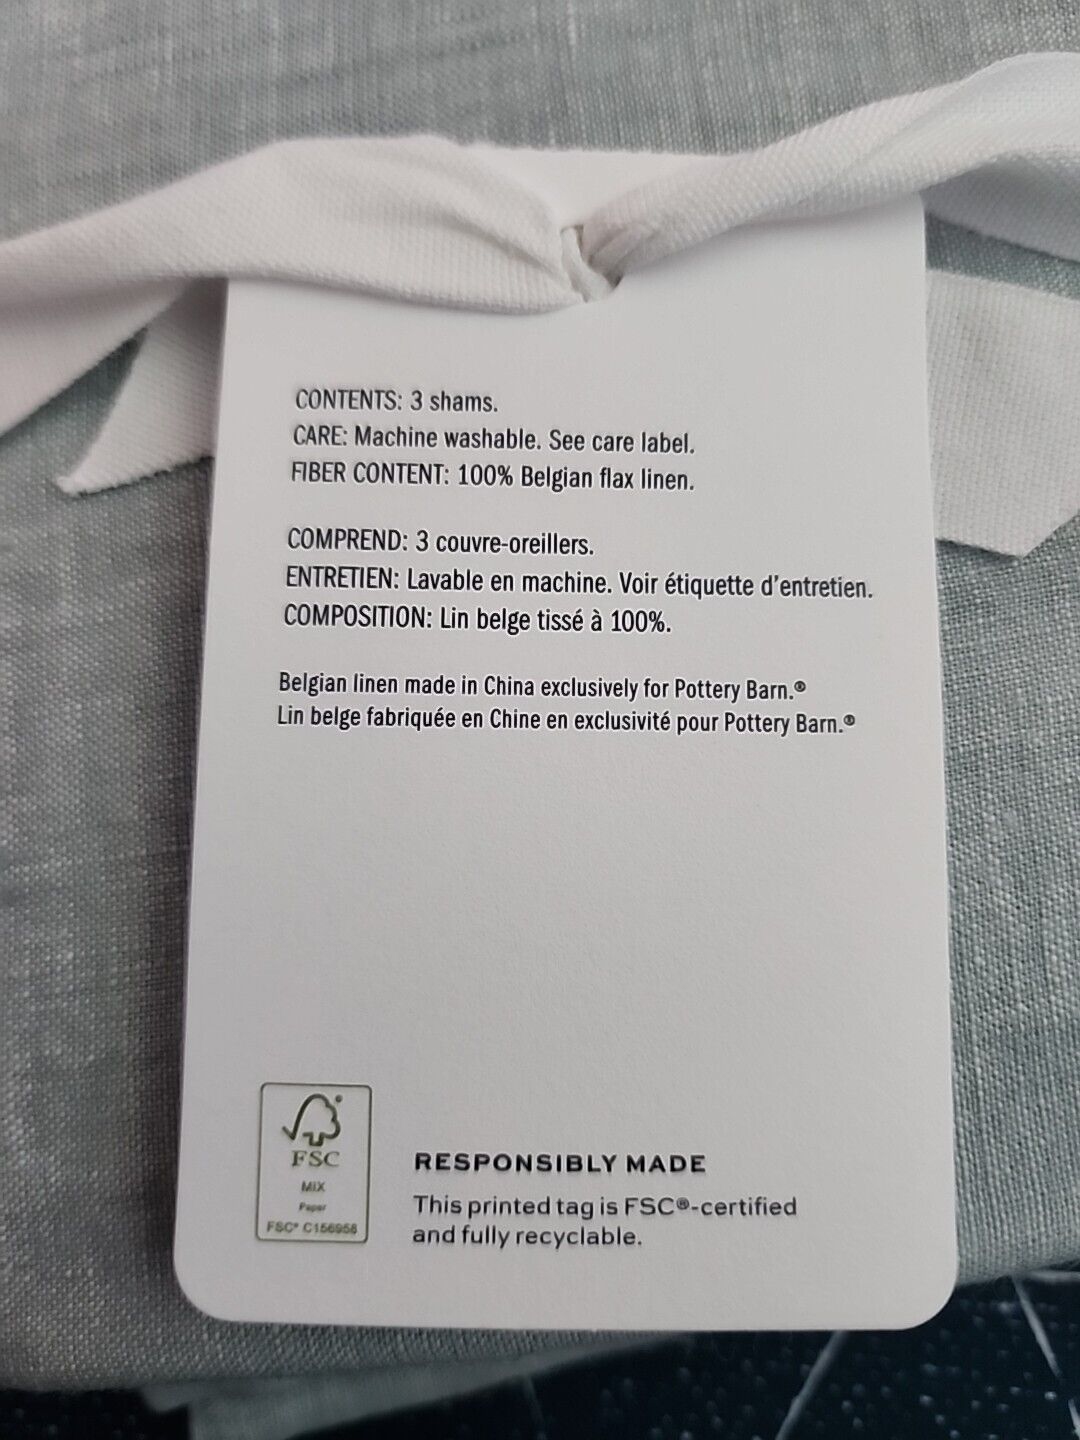 CONTENTS: 3 shams.
CARE: Machine washable. See care label.
FIBER CONTENT: 100% Belgian flax linen.
COMPREND: 3 couvre-oreillers.
ENTRETIEN: Lavable en machine. Voir étiquette d'entretien.
COMPOSITION: Lin belge tissé à 100%.
Belgian linen made in China exclusively for Pottery Barn.®
Lin belge fabriquée en Chine en exclusivité pour Pottery Barn.®
FSC
MIX
Paper
FSC® C156958
RESPONSIBLY MADE
This printed tag is FSC®-certified
and fully recyclable.